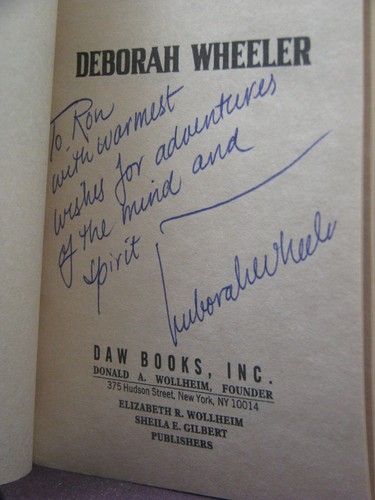 DEBORAH WHEELER
To Ron
with warmest
wishes for adventures
of the mind and
spirit
Deborah Wheeler
DAW BOOKS, INC.
DONALD A. WOLLHEIM, FOUNDER
375 Hudson Street, New York, NY 10014
ELIZABETH R. WOLLHEIM
SHEILA E. GILBERT
PUBLISHERS